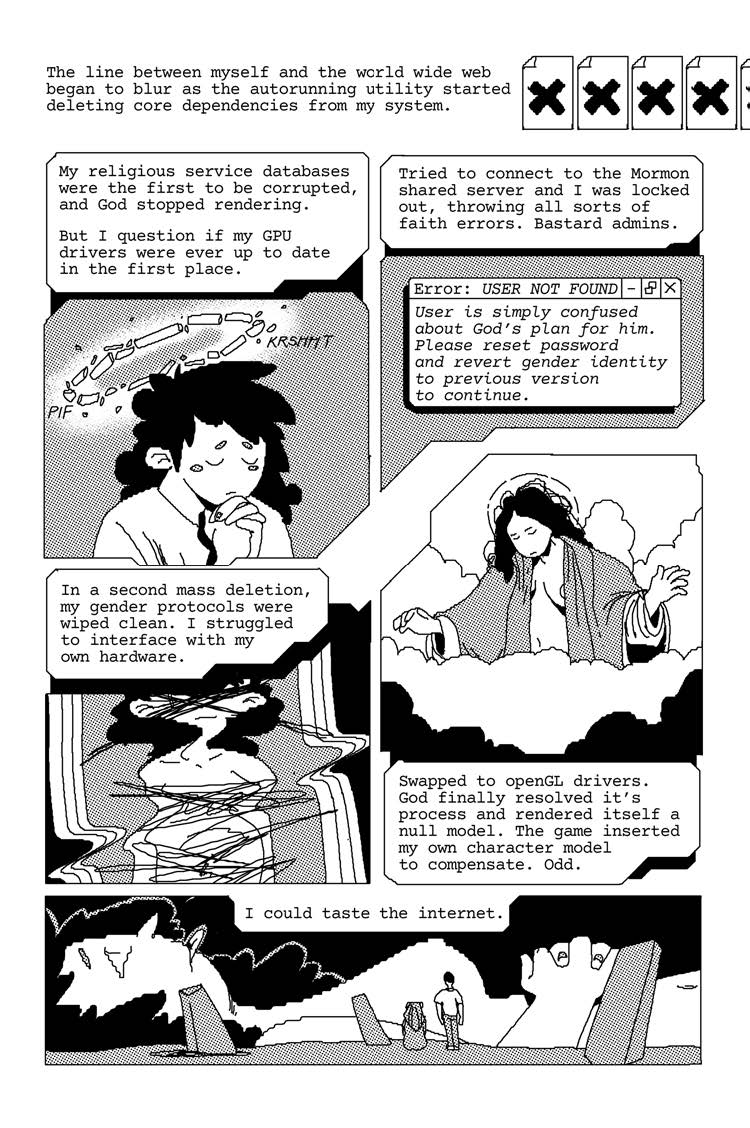 The line between myself and the world wide web
began to blur as the autorunning utility started
deleting core dependencies from my system.
My religious service databases
were the first to be corrupted,
and God stopped rendering.
But I question if my GPU
drivers were ever up to date
in the first place.
KRSHHT
PIF
Tried to connect to the Mormon
shared server and I was locked
out, throwing all sorts of
faith errors. Bastard admins.
Error: USER NOT FOUND
User is simply confused
about God's plan for him.
Please reset password
and revert gender identity
to previous version
to continue.
In a second mass deletion,
my gender protocols were
wiped clean. I struggled
to interface with my
own hardware.
Swapped to openGL drivers.
God finally resolved it's
process and rendered itself a
null model. The game inserted
my own character model
to compensate. Odd.
I could taste the internet.